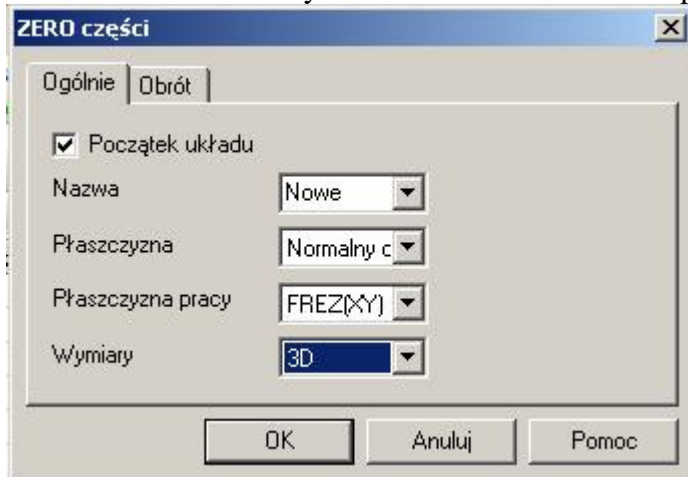 ZERO części
Ogólnie Obrót
Początek układu
Nazwa Nowe
Płaszczyzna Normalny c
Płaszczyzna pracy FREZ(XY)
Wymiary 3D
OK Anuluj Pomoc